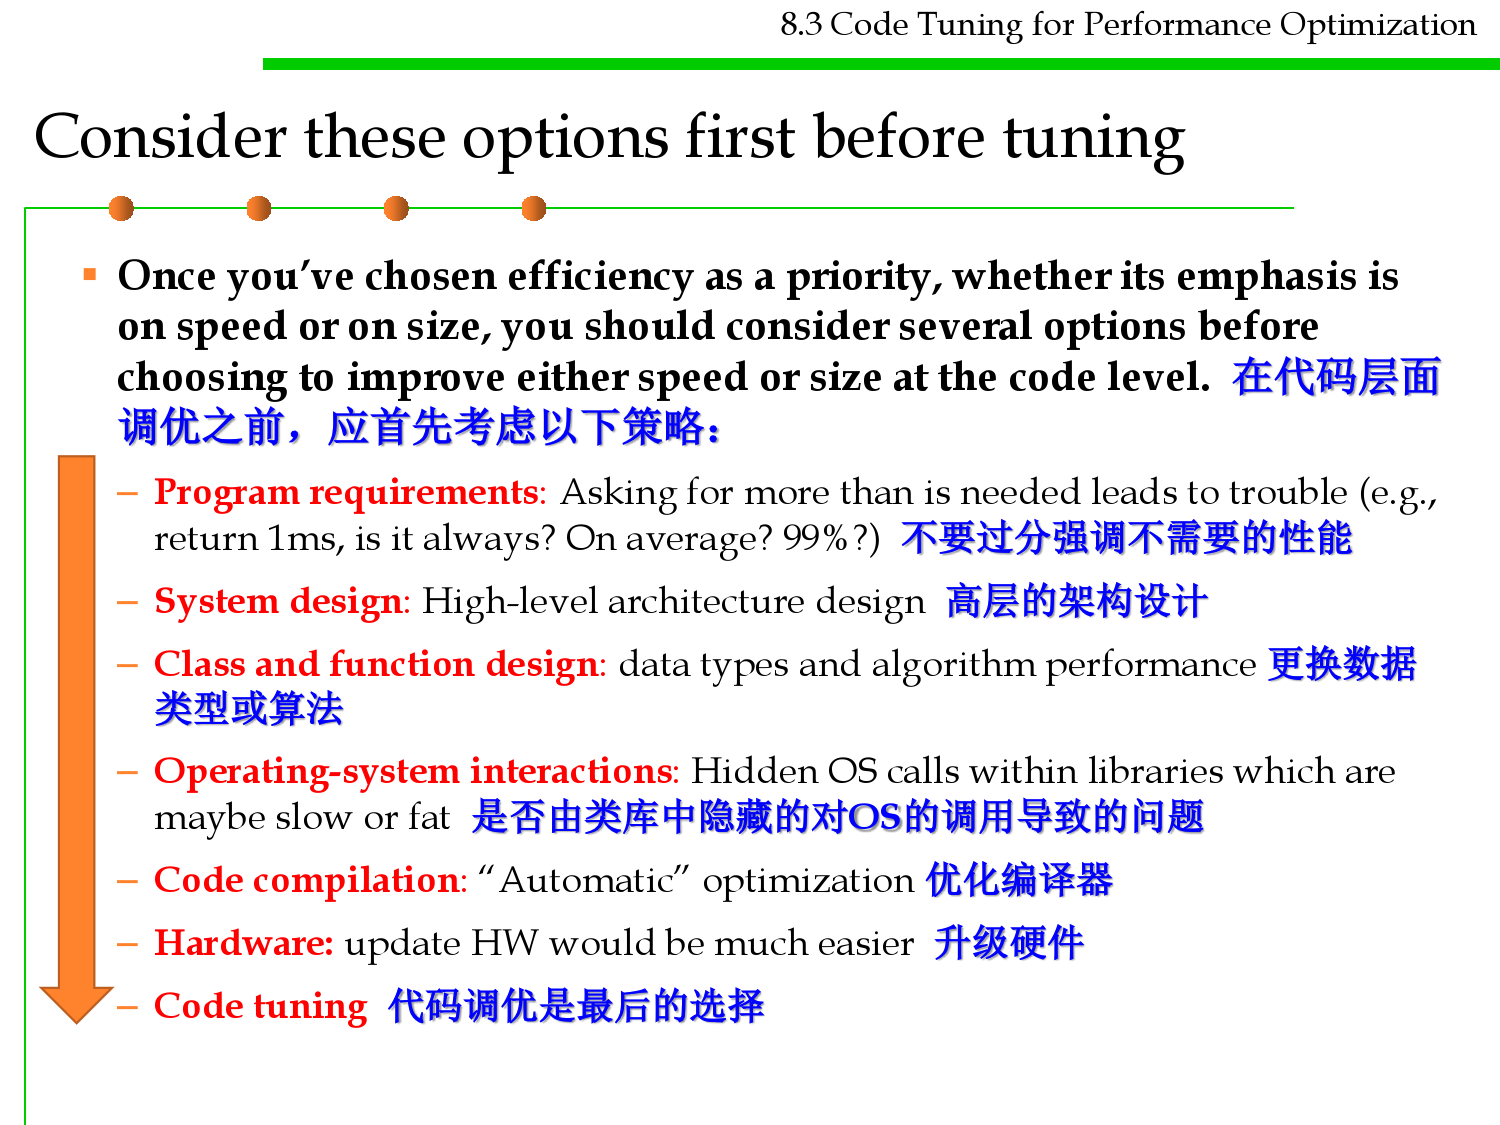 8.3 Code Tuning for Performance Optimization
Consider these options first before tuning
▪ Once you’ve chosen efficiency as a priority, whether its emphasis is
on speed or on size, you should consider several options before
choosing to improve either speed or size at the code level. 在代码层面
调优之前，应首先考虑以下策略：
– Program requirements: Asking for more than is needed leads to trouble (e.g.,
return 1ms, is it always? On average? 99%?) 不要过分强调不需要的性能
– System design: High-level architecture design 高层的架构设计
– Class and function design: data types and algorithm performance 更换数据
类型或算法
– Operating-system interactions: Hidden OS calls within libraries which are
maybe slow or fat 是否由类库中隐藏的对OS的调用导致的问题
– Code compilation: “Automatic” optimization 优化编译器
– Hardware: update HW would be much easier 升级硬件
– Code tuning 代码调优是最后的选择